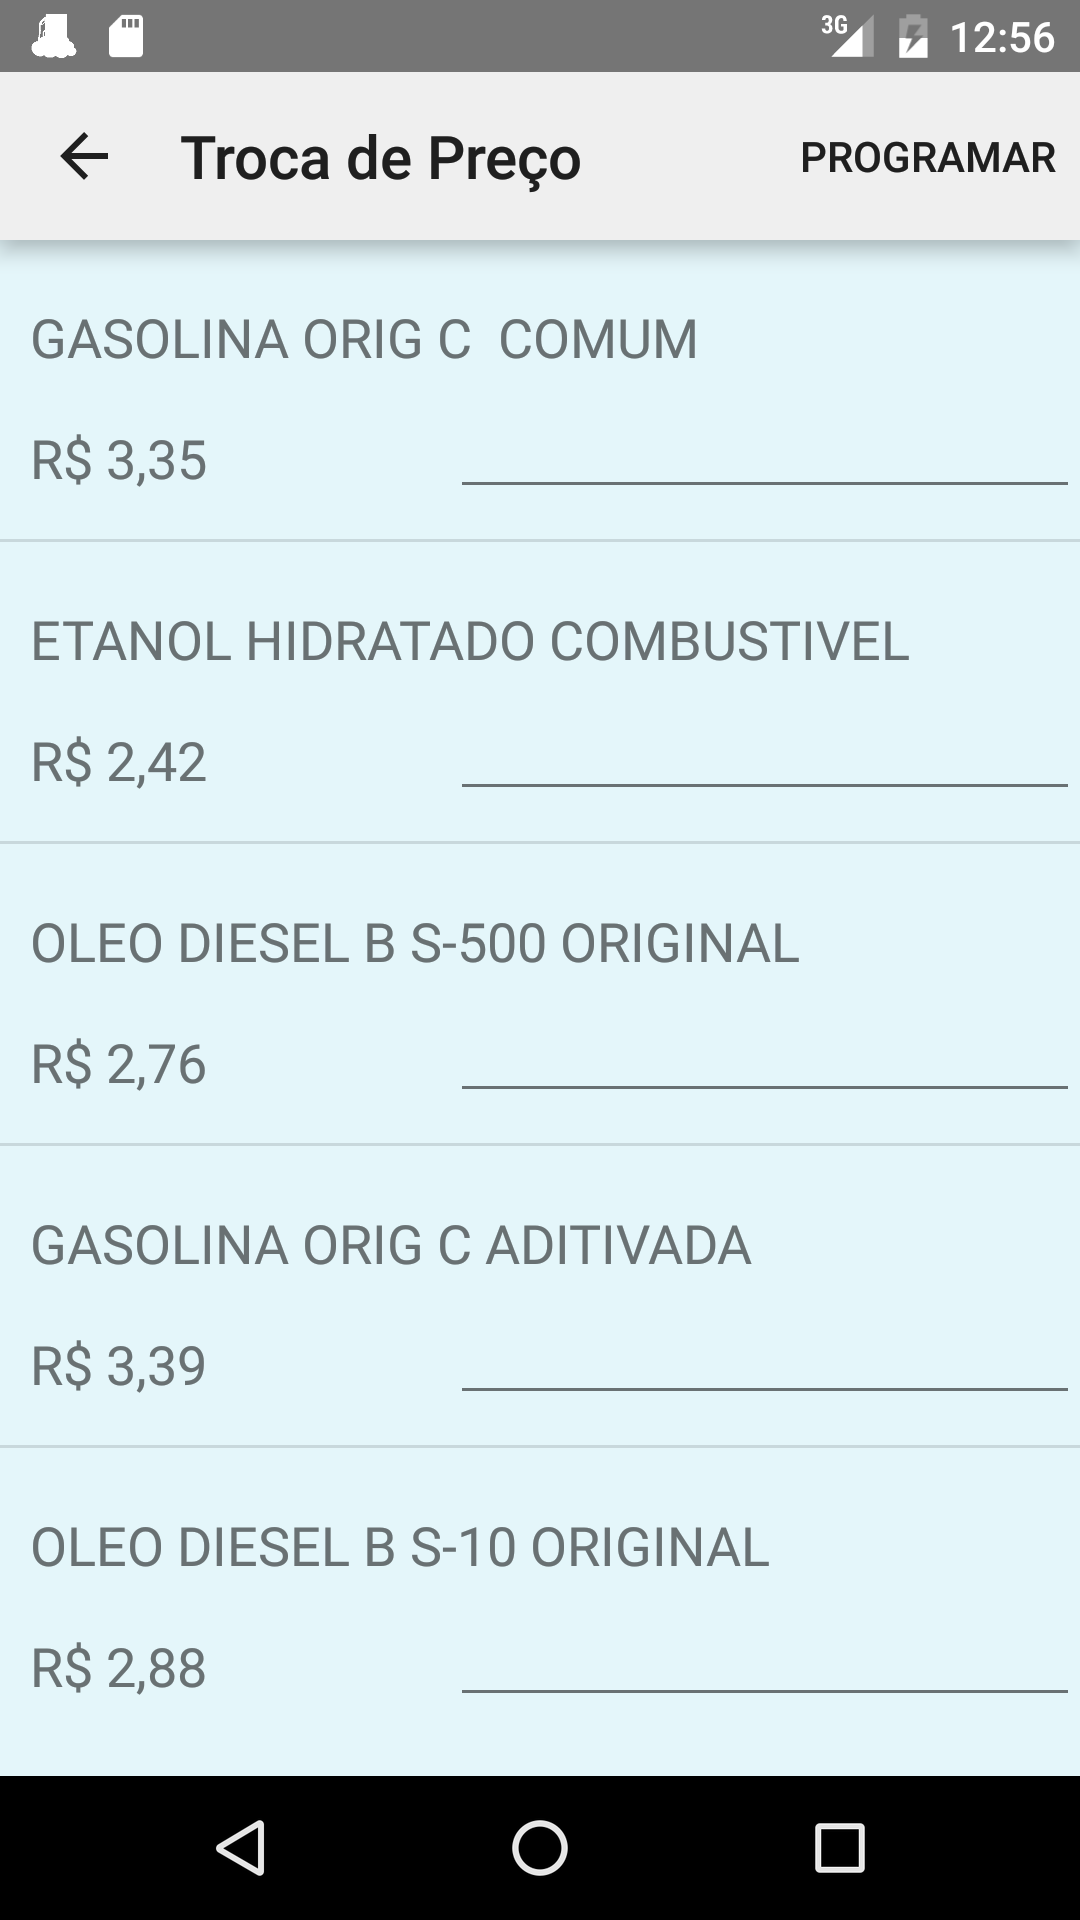 3G 12:56
Troca de Preço PROGRAMAR
GASOLINA ORIG C  COMUM
R$ 3,35
ETANOL HIDRATADO COMBUSTIVEL
R$ 2,42
OLEO DIESEL B S-500 ORIGINAL
R$ 2,76
GASOLINA ORIG C ADITIVADA
R$ 3,39
OLEO DIESEL B S-10 ORIGINAL
R$ 2,88